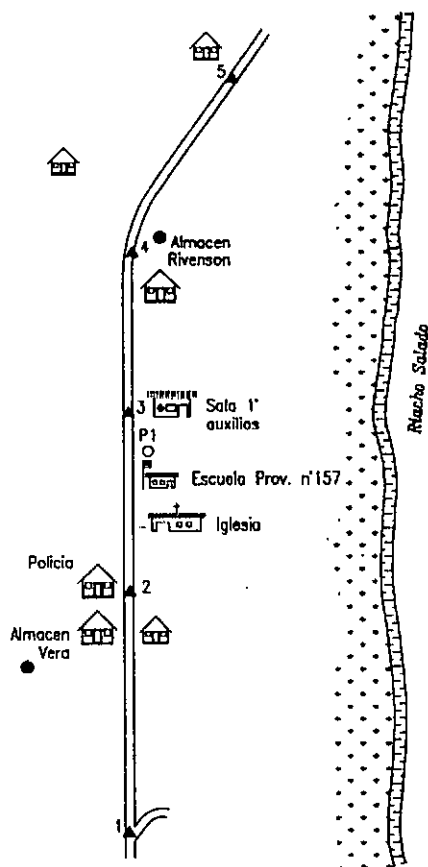 5
4
Almacen
Rivenson
3
Sala 1°
auxilios
P1
Escuela Prov. n°157
Iglesia
Policia
2
Almacen
Vera
1
Riacho Salado